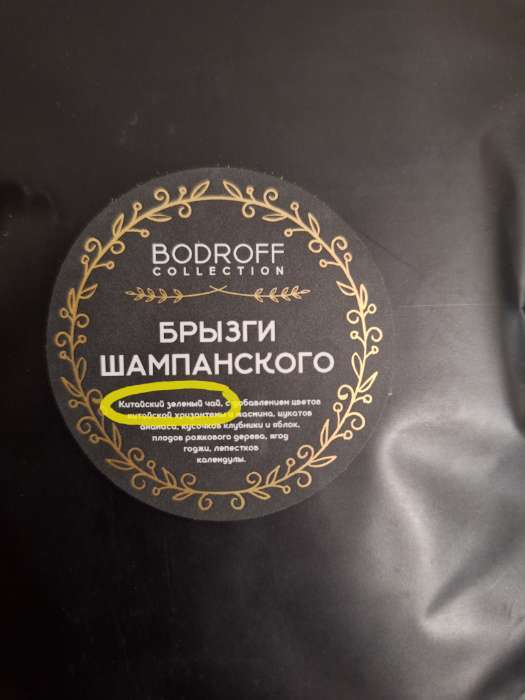 BODROFF
COLLECTION
БРЫЗГИ
ШАМПАНСКОГО
Китайский зеленый чай, с добавлением цветов
китайской хризантемы и жасмина, цукатов
ананаса, кусочков клубники и яблок,
плодов рожкового дерева, ягод
годжи, лепестков
календулы.